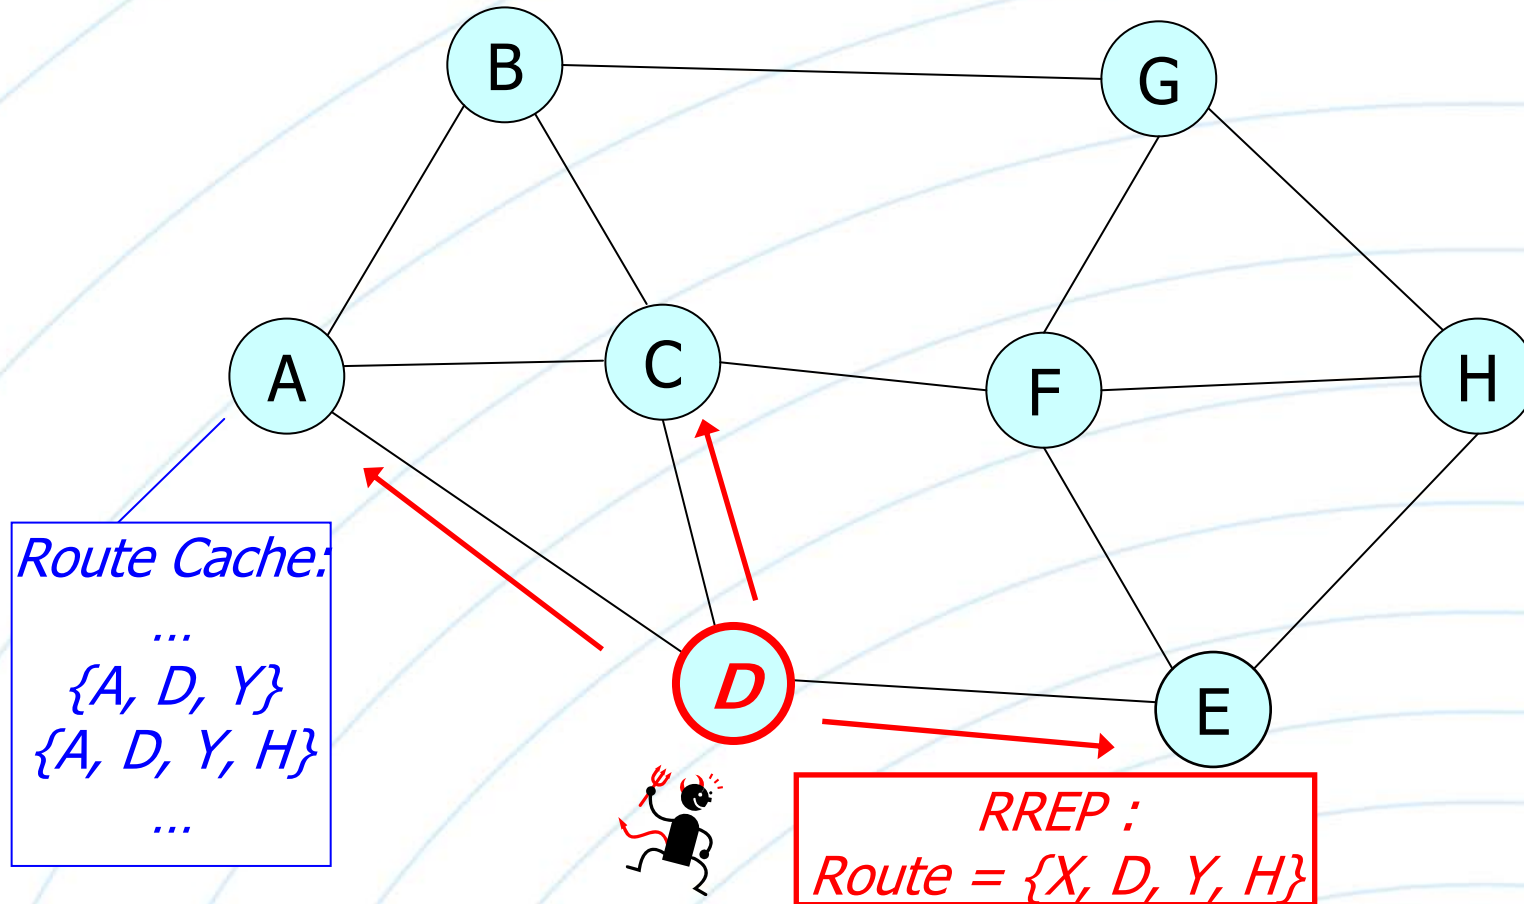 B
G
A
C
F
H
Route Cache:
...
{A, D, Y}
{A, D, Y, H}
...
D
E
RREP :
Route = {X, D, Y, H}